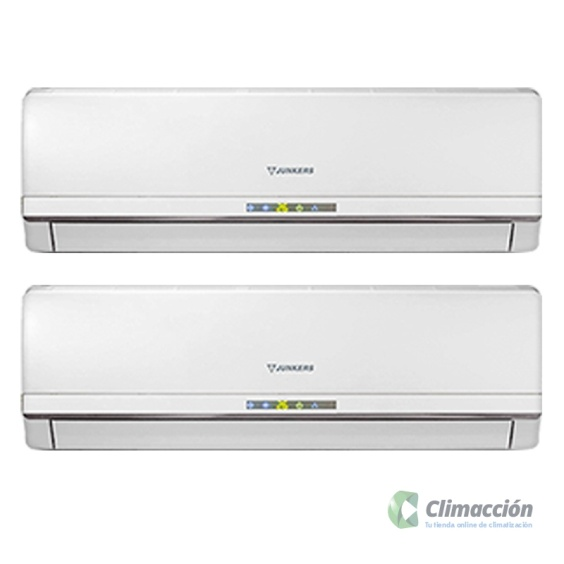 JUNKERS
JUNKERS
Climacción
Tu tienda online de climatización